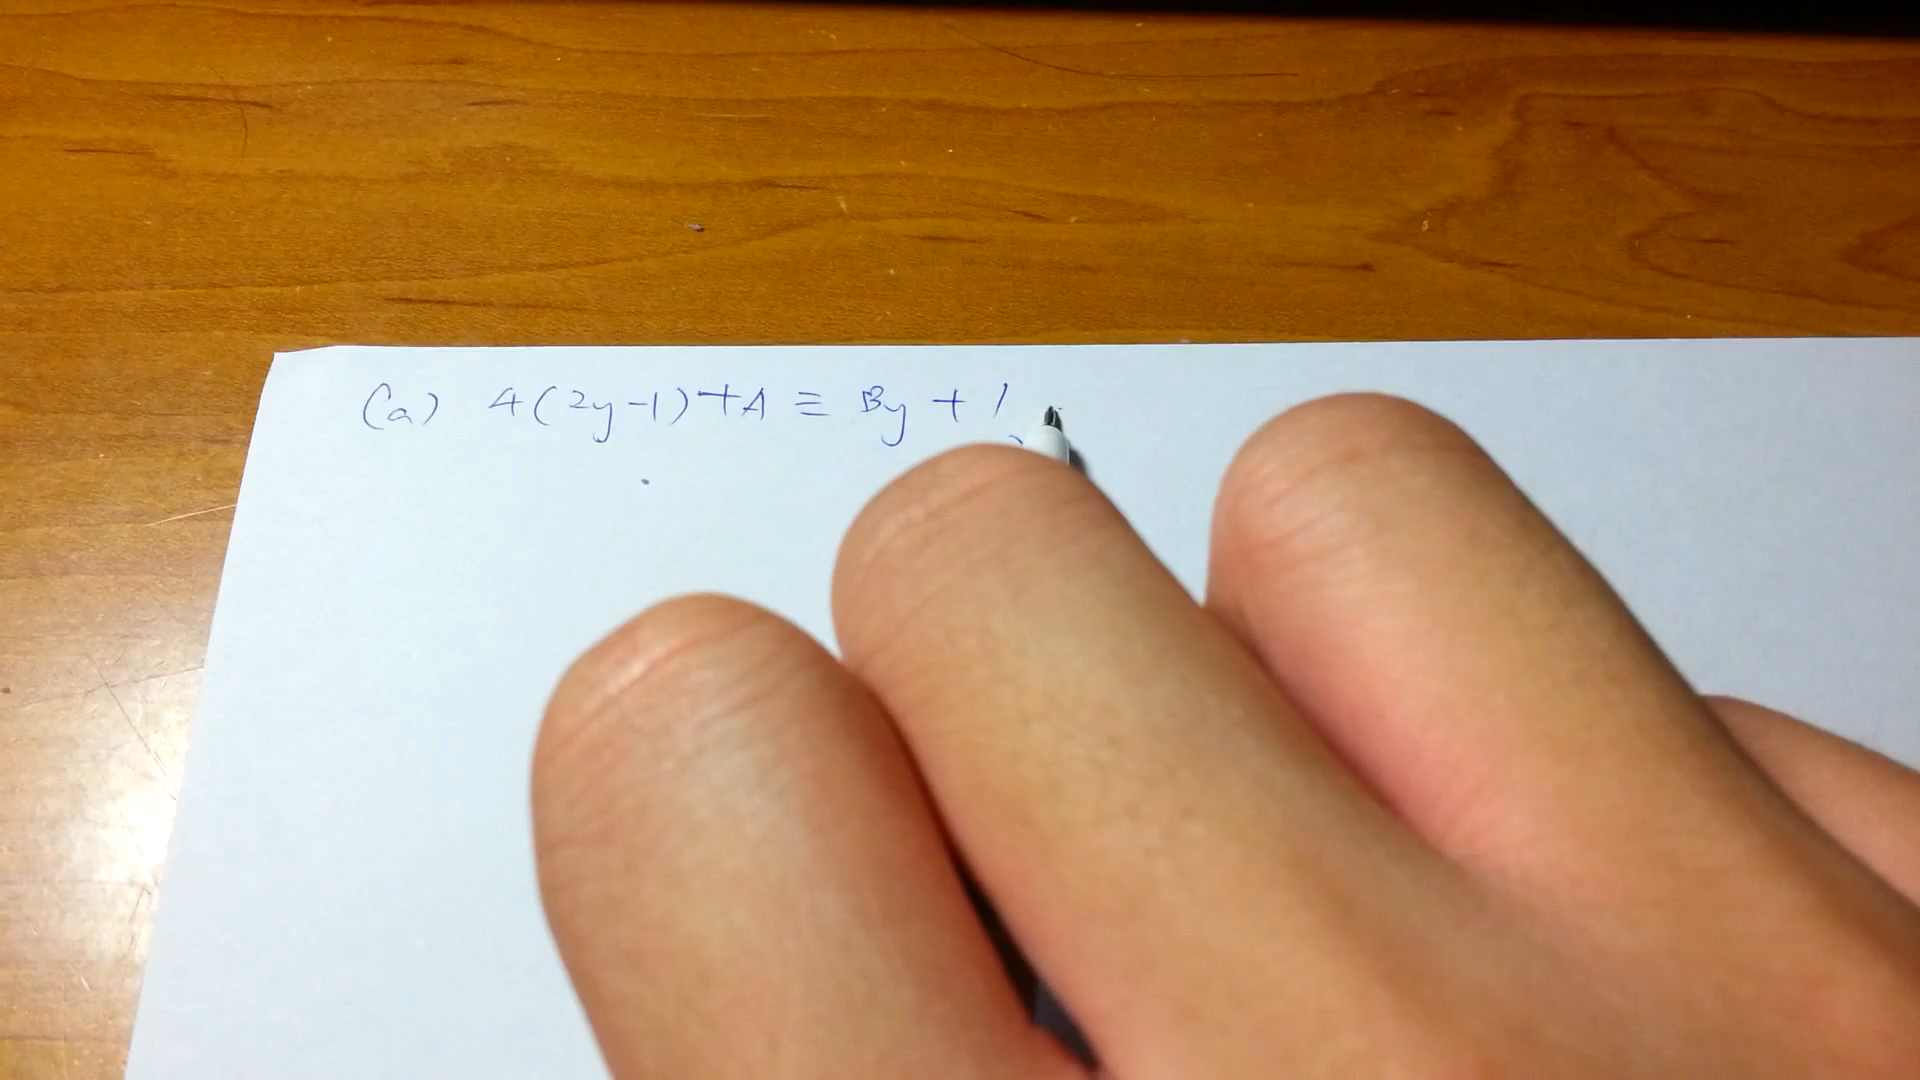 (a) 4(2y-1)+A ≡ By + 1